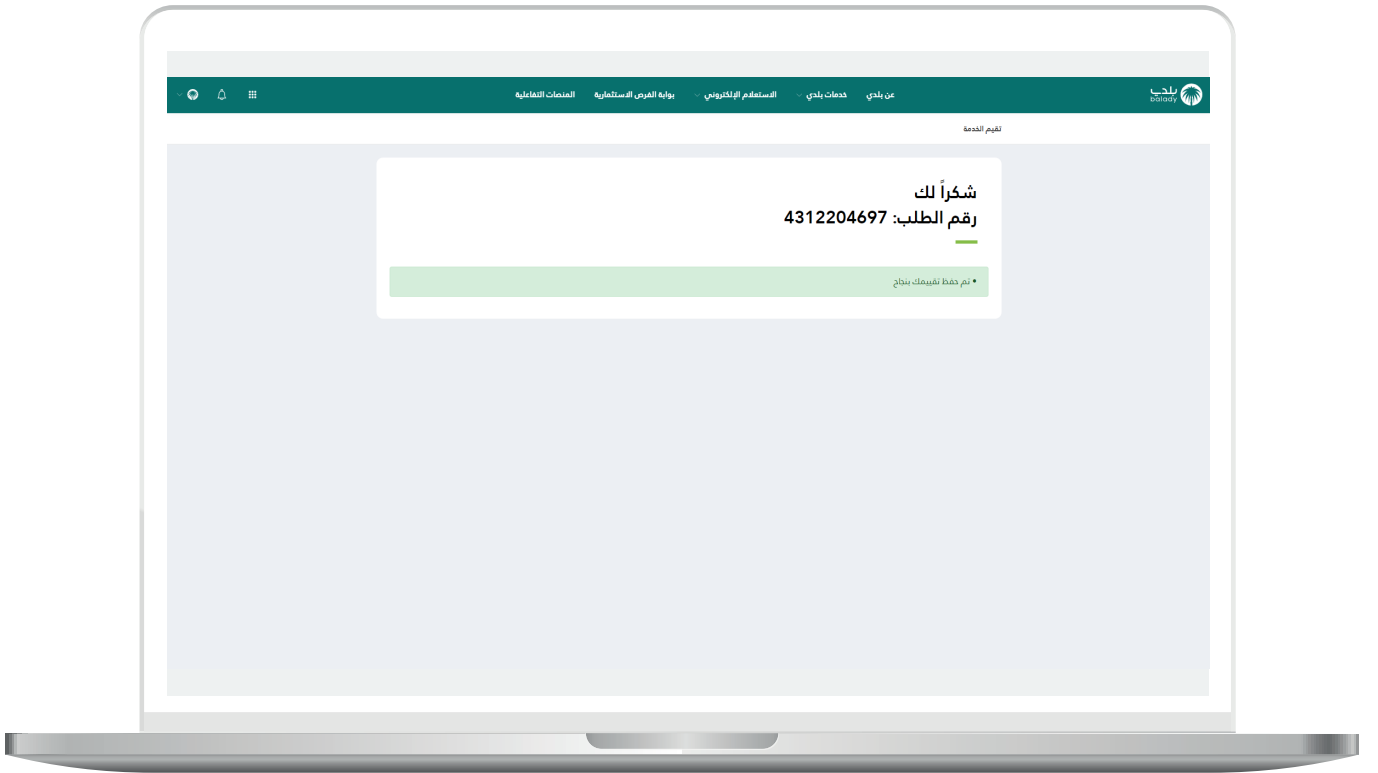 بلدي
balady
عن بلدي
خدمات بلدي
الاستعلام الإلكتروني
بوابة الفرص الاستثمارية
المنصات التفاعلية
تقيم الخدمة
شكراً لك
رقم الطلب: 4312204697
• تم حفظ تقييمك بنجاح